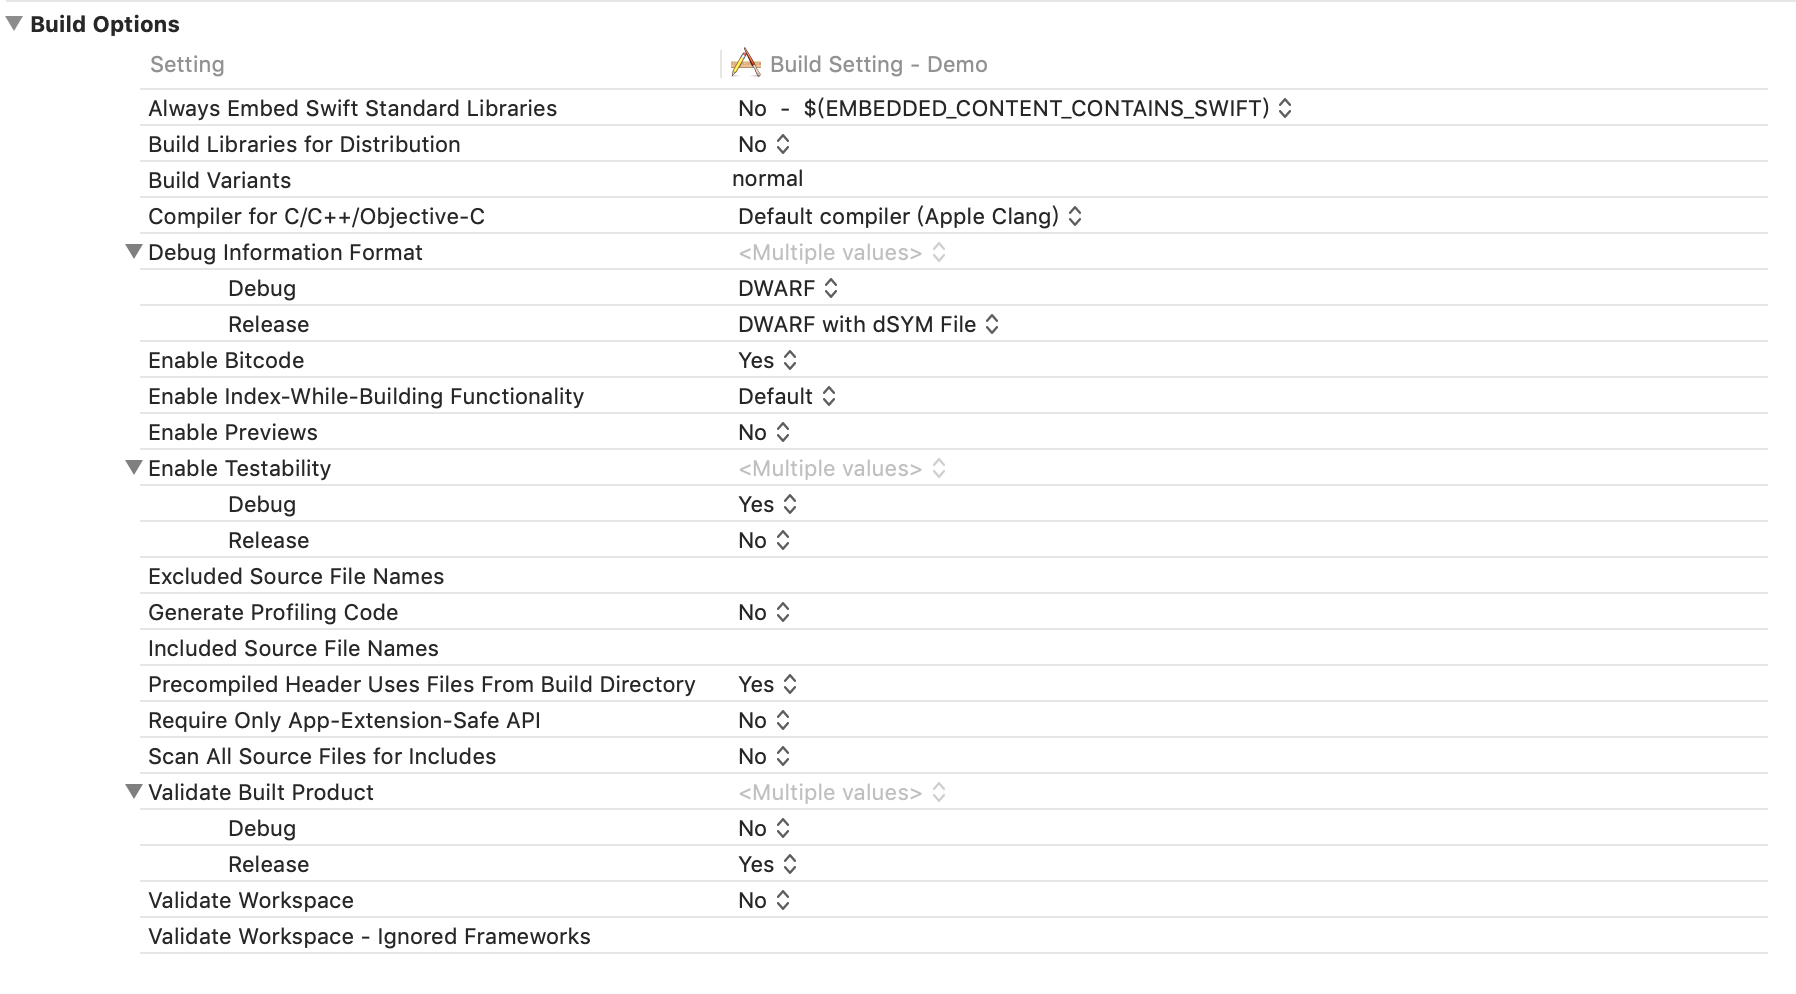 Build Options
Setting Build Setting - Demo
Always Embed Swift Standard Libraries No - $(EMBEDDED_CONTENT_CONTAINS_SWIFT)
Build Libraries for Distribution No
Build Variants normal
Compiler for C/C++/Objective-C Default compiler (Apple Clang)
Debug Information Format <Multiple values>
Debug DWARF
Release DWARF with dSYM File
Enable Bitcode Yes
Enable Index-While-Building Functionality Default
Enable Previews No
Enable Testability <Multiple values>
Debug Yes
Release No
Excluded Source File Names
Generate Profiling Code No
Included Source File Names
Precompiled Header Uses Files From Build Directory Yes
Require Only App-Extension-Safe API No
Scan All Source Files for Includes No
Validate Built Product <Multiple values>
Debug No
Release Yes
Validate Workspace No
Validate Workspace - Ignored Frameworks